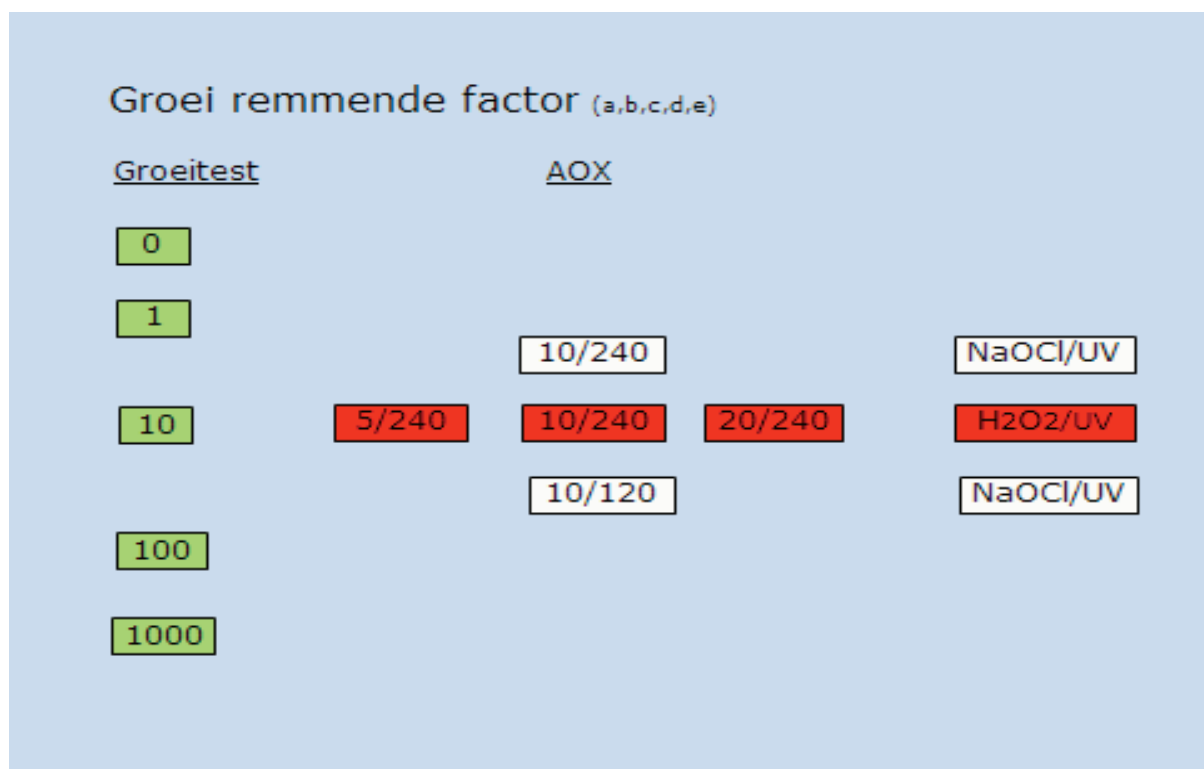 Groei remmende factor (a,b,c,d,e)
Groeitest AOX
0
1
10/240 NaOCl/UV
10 5/240 10/240 20/240 H2O2/UV
10/120 NaOCl/UV
100
1000